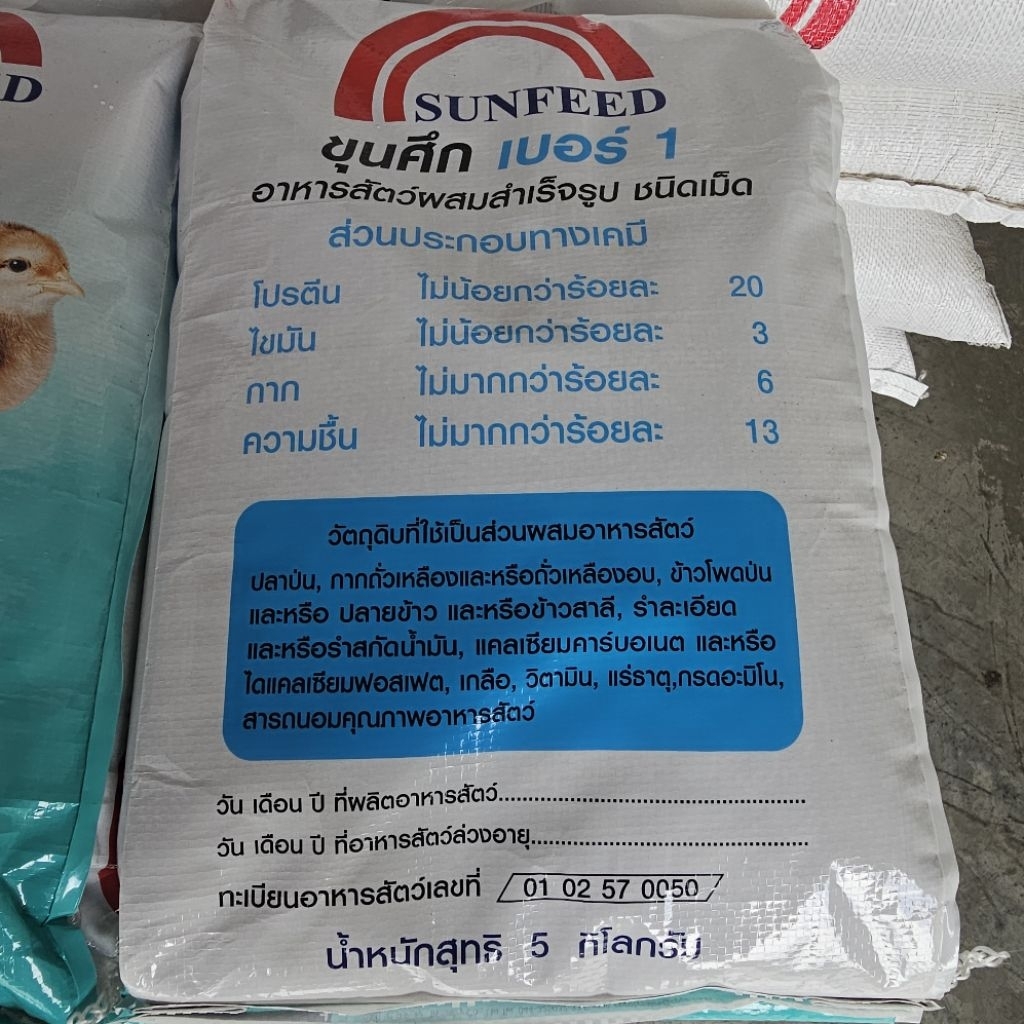 SUNFEED
ขุนศึก เบอร์ 1
อาหารสัตว์ผสมสำเร็จรูป ชนิดเม็ด
ส่วนประกอบทางเคมี
โปรตีน ไม่น้อยกว่าร้อยละ 20
ไขมัน ไม่น้อยกว่าร้อยละ 3
กาก ไม่มากกว่าร้อยละ 6
ความชื้น ไม่มากกว่าร้อยละ 13
วัตถุดิบที่ใช้เป็นส่วนผสมอาหารสัตว์
ปลาป่น, กากถั่วเหลืองและหรือถั่วเหลืองอบ, ข้าวโพดป่น
และหรือ ปลายข้าว และหรือข้าวสาลี, รำละเอียด
และหรือรำสกัดน้ำมัน, แคลเซียมคาร์บอเนต และหรือ
ไดแคลเซียมฟอสเฟต, เกลือ, วิตามิน, แร่ธาตุ,กรดอะมิโน,
สารถนอมคุณภาพอาหารสัตว์
วัน เดือน ปี ที่ผลิตอาหารสัตว์......................................................
วัน เดือน ปี ที่อาหารสัตว์ล่วงอายุ................................................
ทะเบียนอาหารสัตว์เลขที่ 01 02 57 0050
น้ำหนักสุทธิ 5 กิโลกรัม